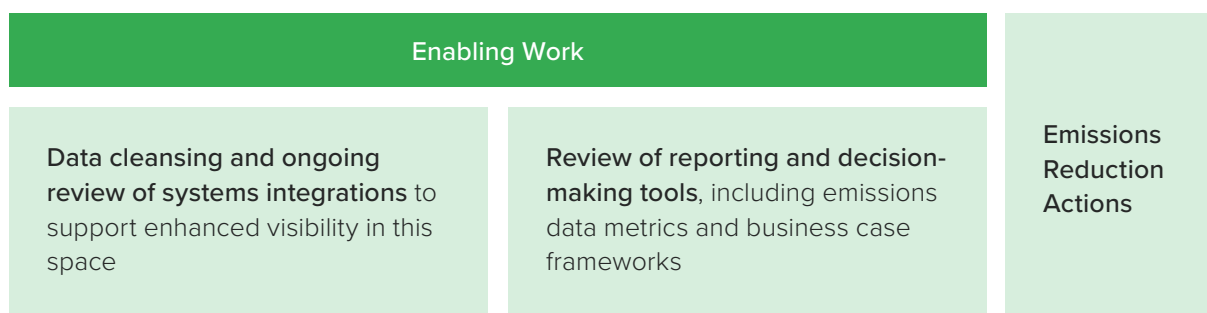 Enabling Work
Data cleansing and ongoing
review of systems integrations to
support enhanced visibility in this
space
Review of reporting and decision-
making tools, including emissions
data metrics and business case
frameworks
Emissions
Reduction
Actions